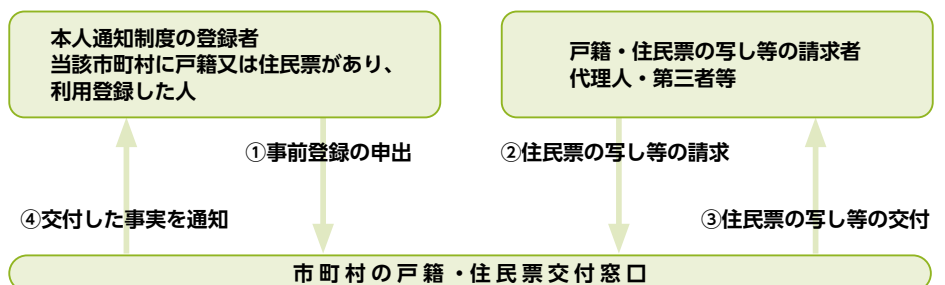 本人通知制度の登録者
当該市町村に戸籍又は住民票があり、
利用登録した人
戸籍・住民票の写し等の請求者
代理人・第三者等
①事前登録の申出
②住民票の写し等の請求
④交付した事実を通知
③住民票の写し等の交付
市町村の戸籍・住民票交付窓口